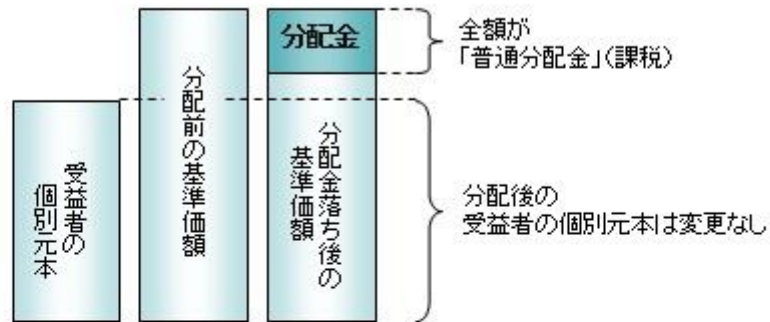 受益者の
個別元本
分配前の基準価額
分配金
分配金落ち後の
基準価額
全額が
「普通分配金」(課税)
分配後の
受益者の個別元本は変更なし